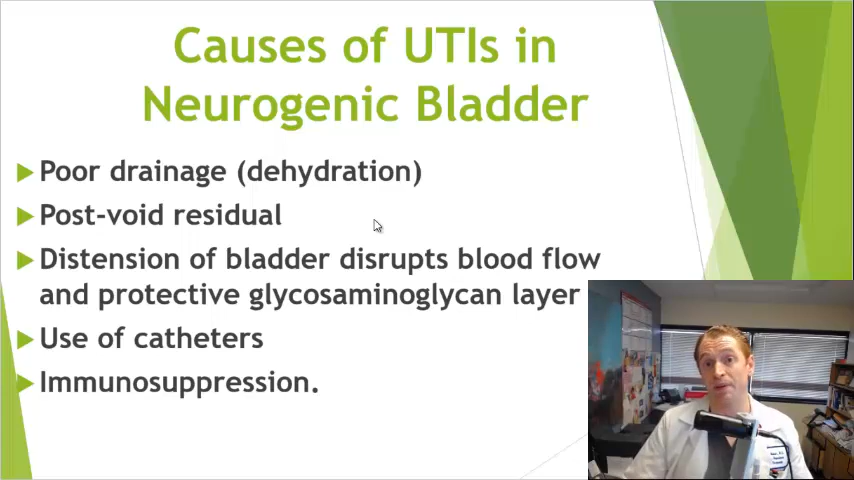 Causes of UTIs in
Neurogenic Bladder
Poor drainage (dehydration)
Post-void residual
Distension of bladder disrupts blood flow
and protective glycosaminoglycan layer
Use of catheters
Immunosuppression.